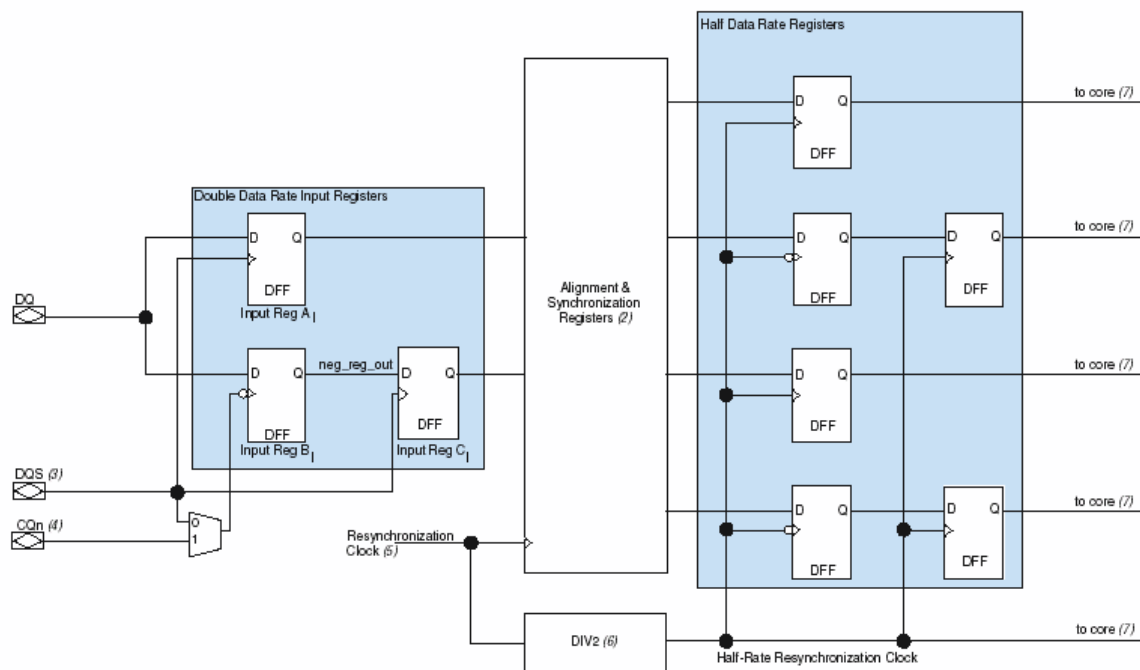 Half Data Rate Registers
D Q
DFF
to core (7)
Double Data Rate Input Registers
D Q
DFF
Input Reg A I
D Q
DFF
D Q
DFF
to core (7)
Alignment &
Synchronization
Registers (2)
DQ
D Q
DFF
Input Reg B I
neg_reg_out
D Q
DFF
Input Reg C I
D Q
DFF
to core (7)
DQS (3)
CQn (4)
0
1
D Q
DFF
D Q
DFF
to core (7)
Resynchronization
Clock (5)
DIV2 (6)
to core (7)
Half-Rate Resynchronization Clock